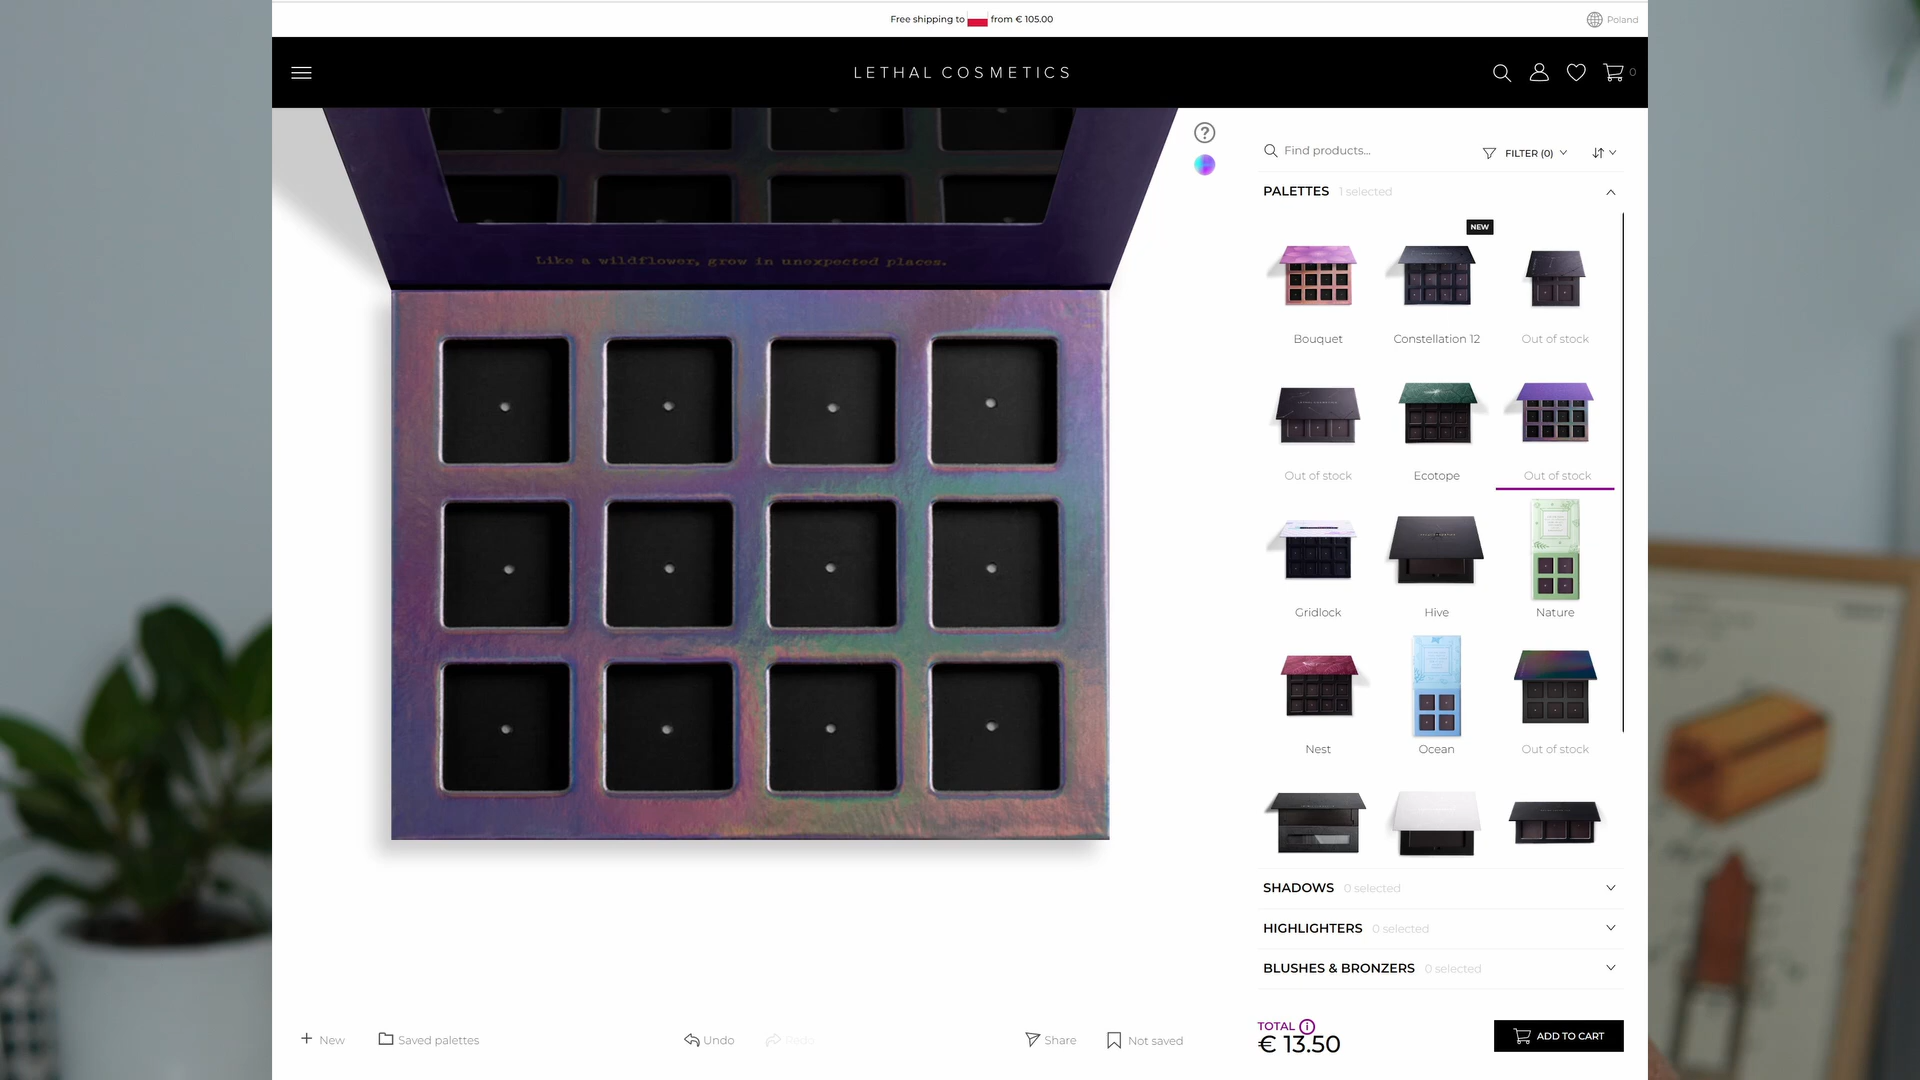 Free shipping to from € 105.00
Poland
LETHAL COSMETICS
0
Find products...
FILTER (0)
PALETTES 1 selected
NEW
Bouquet
Constellation 12
Out of stock
Out of stock
Ecotope
Out of stock
Gridlock
Hive
Nature
Nest
Ocean
Out of stock
Like a wildflower, grow in unexpected places.
SHADOWS 0 selected
HIGHLIGHTERS 0 selected
BLUSHES & BRONZERS 0 selected
New
Saved palettes
Undo
Redo
Share
Not saved
TOTAL
€ 13.50
ADD TO CART